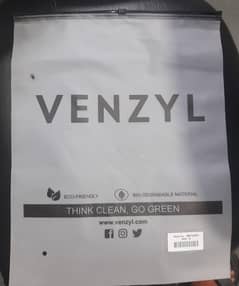 VENZYL
ECO-FRIENDLY
BIO-DEGRADABLE MATERIAL
THINK CLEAN, GO GREEN
www.venzyl.com